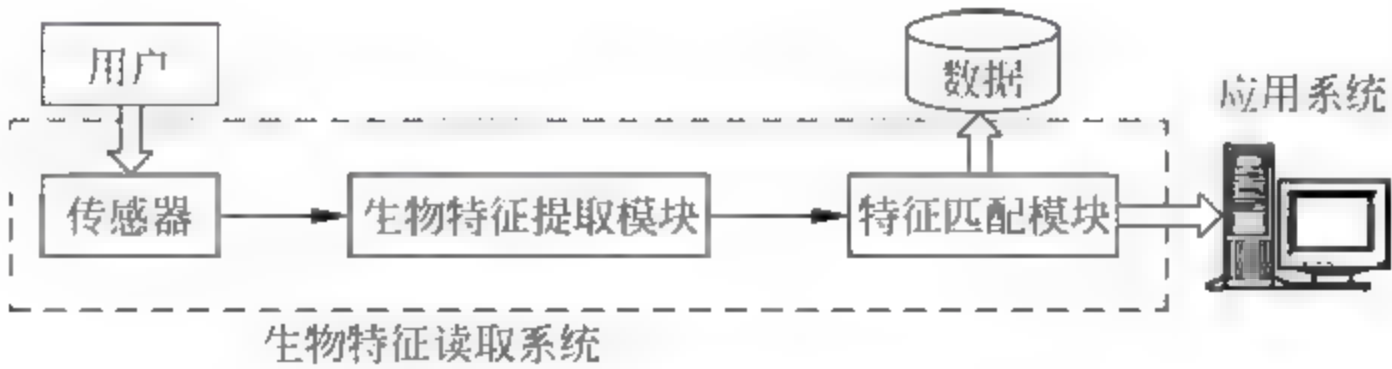 用户
数据
应用系统
传感器
生物特征提取模块
特征匹配模块
生物特征读取系统